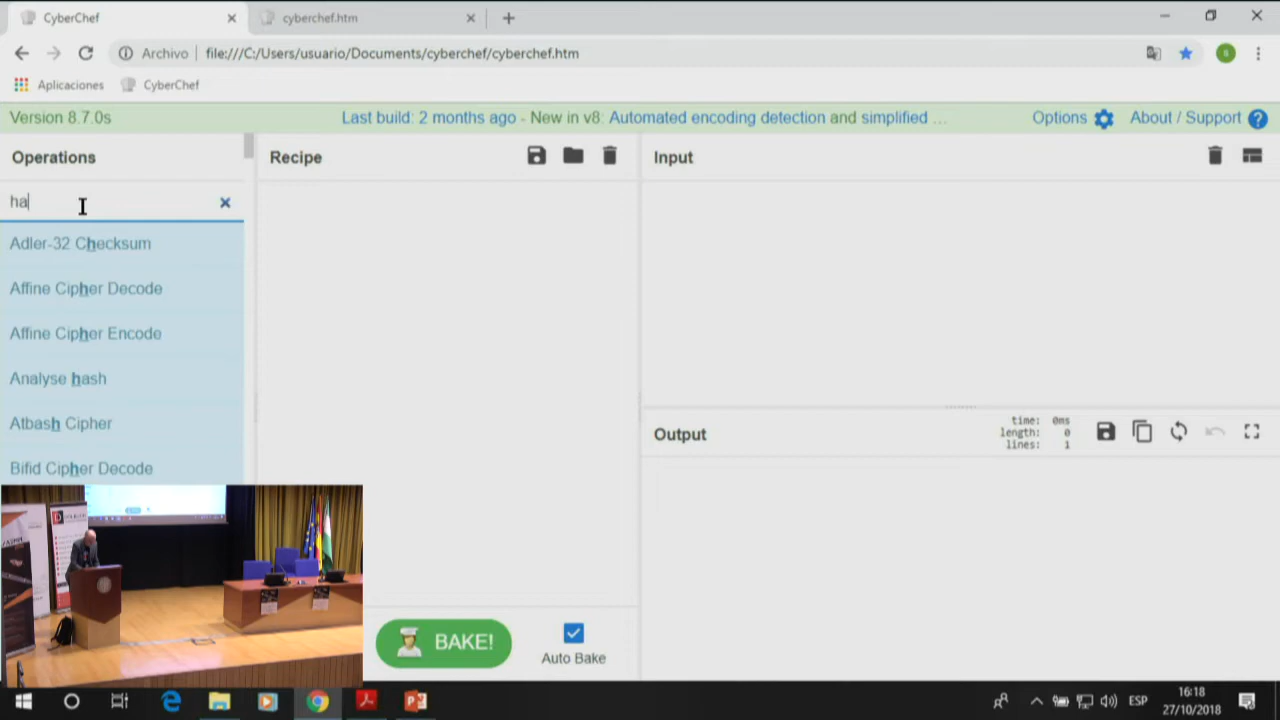 CyberChef
cyberchef.htm
Archivo
file:///C:/Users/usuario/Documents/cyberchef/cyberchef.htm
6
Aplicaciones
CyberChef
Version 8.7.0s
Last build: 2 months ago - New in v8: Automated encoding detection and simplified ...
Options
About / Support
Operations
Recipe
Input
ha
Adler-32 Checksum
Affine Cipher Decode
Affine Cipher Encode
Analyse hash
Atbash Cipher
Bifid Cipher Decode
time: 0ms
length: 0
lines: 1
Output
BAKE!
Auto Bake
ESP
16:18
27/10/2018